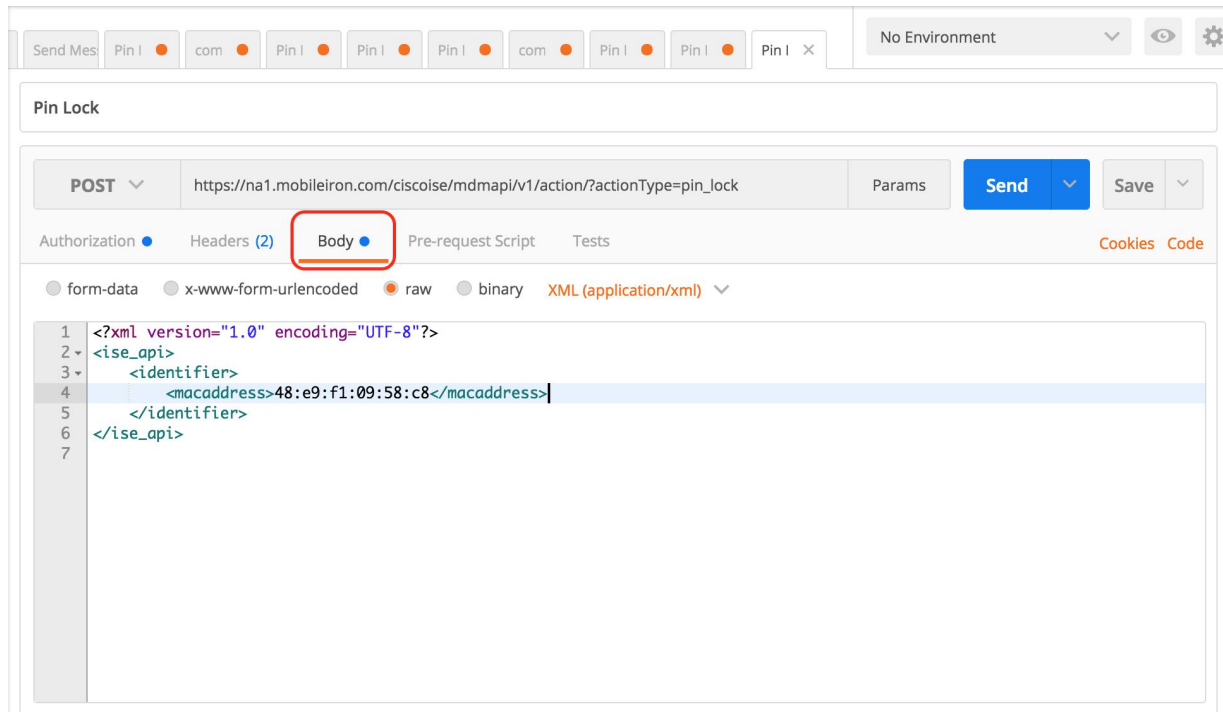 Send Mes Pin l com Pin l Pin l Pin l com Pin l Pin l Pin l No Environment
Pin Lock
POST https://na1.mobileiron.com/ciscoise/mdmapi/v1/action/?actionType=pin_lock Params Send Save
Authorization Headers (2) Body Pre-request Script Tests Cookies Code
form-data x-www-form-urlencoded raw binary XML (application/xml)
1 <?xml version="1.0" encoding="UTF-8"?>
2 <ise_api>
3 <identifier>
4 <macaddress>48:e9:f1:09:58:c8</macaddress>
5 </identifier>
6 </ise_api>
7